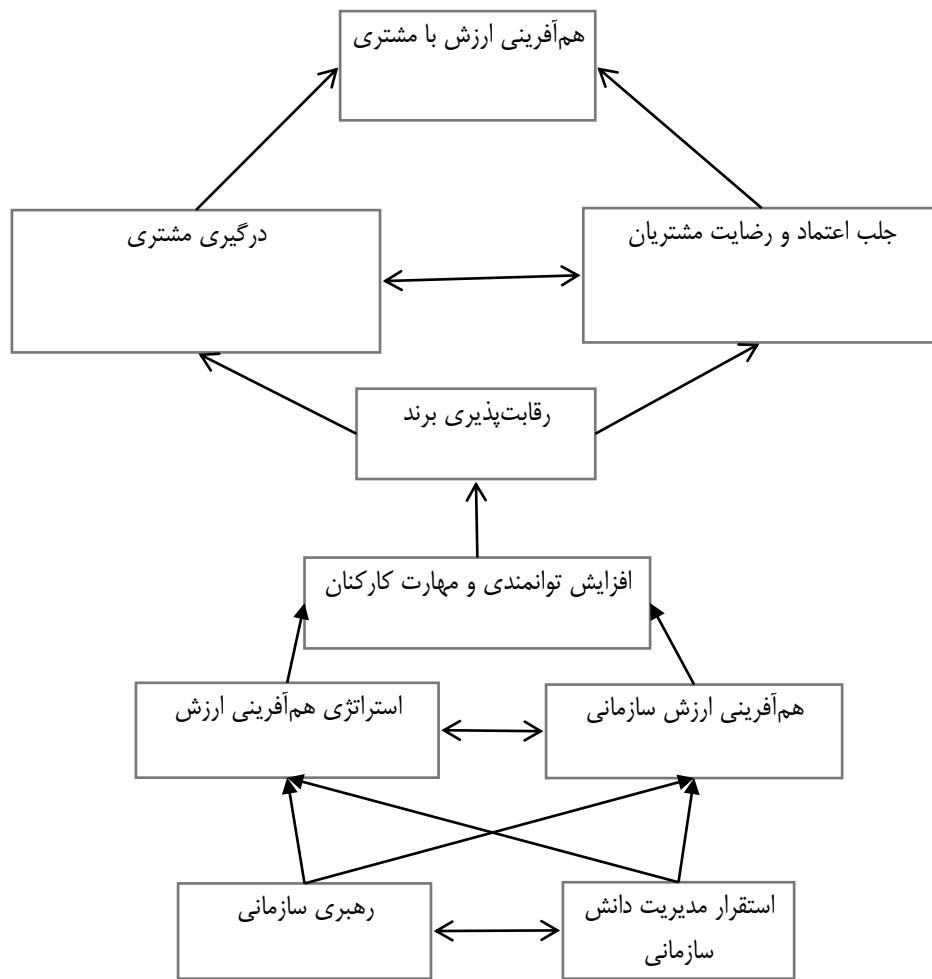 هم‌آفرینی ارزش با مشتری
جلب اعتماد و رضایت مشتریان
درگیری مشتری
رقابت‌پذیری برند
افزایش توانمندی و مهارت کارکنان
هم‌آفرینی ارزش سازمانی
استراتژی هم‌آفرینی ارزش
استقرار مدیریت دانش
سازمانی
رهبری سازمانی